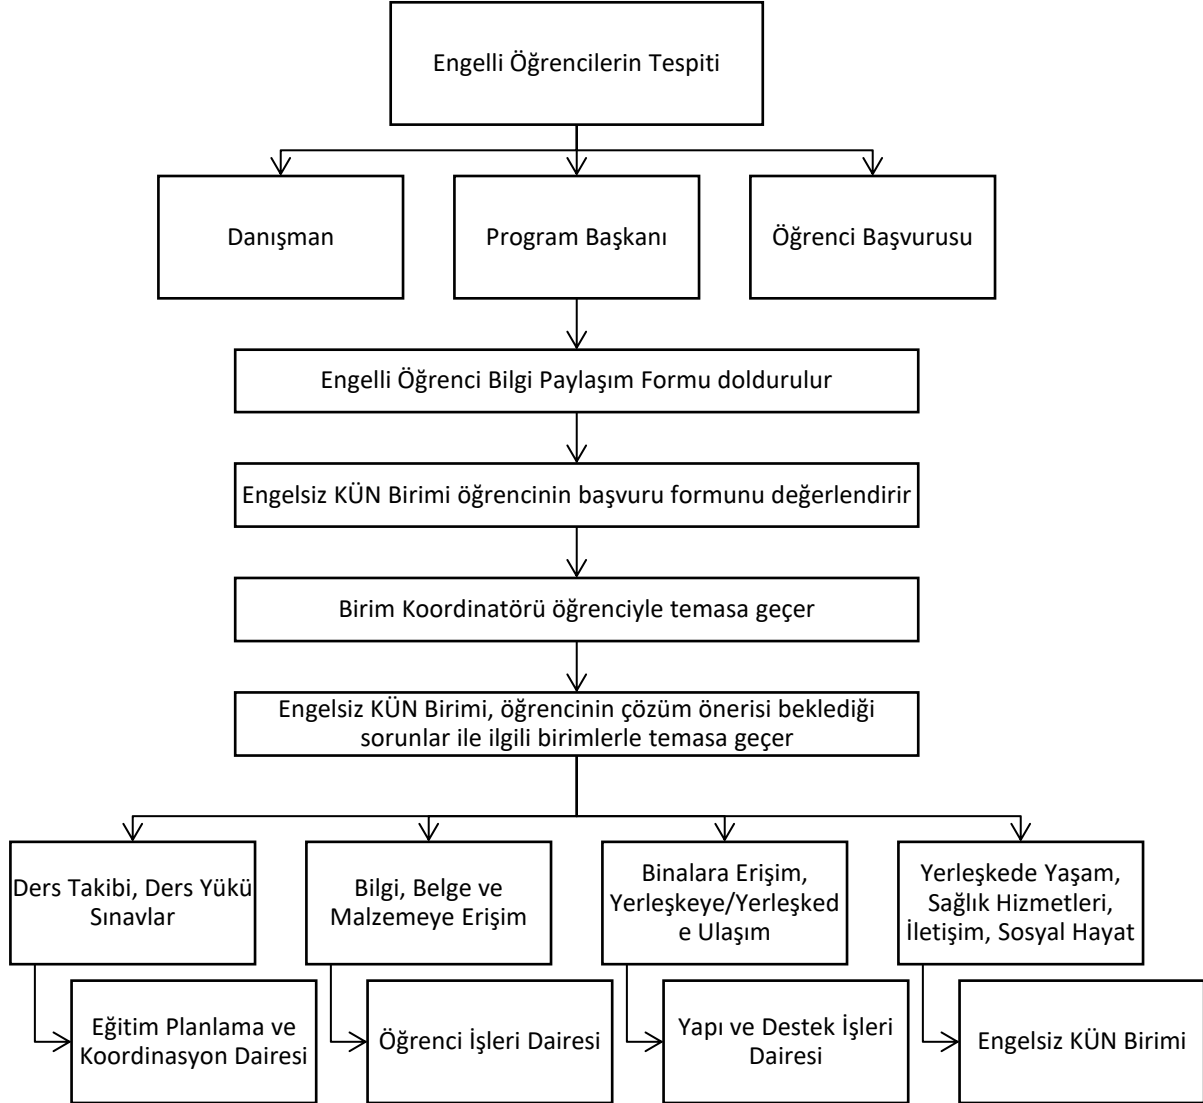 Engelli Öğrencilerin Tespiti
Danışman
Program Başkanı
Öğrenci Başvurusu
Engelli Öğrenci Bilgi Paylaşım Formu doldurulur
Engelsiz KÜN Birimi öğrencinin başvuru formunu değerlendirir
Birim Koordinatörü öğrenciyle temasa geçer
Engelsiz KÜN Birimi, öğrencinin çözüm önerisi beklediği
sorunlar ile ilgili birimlerle temasa geçer
Ders Takibi, Ders Yükü
Sınavlar
Bilgi, Belge ve
Malzemeye Erişim
Binalara Erişim,
Yerleşkeye/Yerleşked
e Ulaşım
Yerleşkede Yaşam,
Sağlık Hizmetleri,
İletişim, Sosyal Hayat
Eğitim Planlama ve
Koordinasyon Dairesi
Öğrenci İşleri Dairesi
Yapı ve Destek İşleri
Dairesi
Engelsiz KÜN Birimi